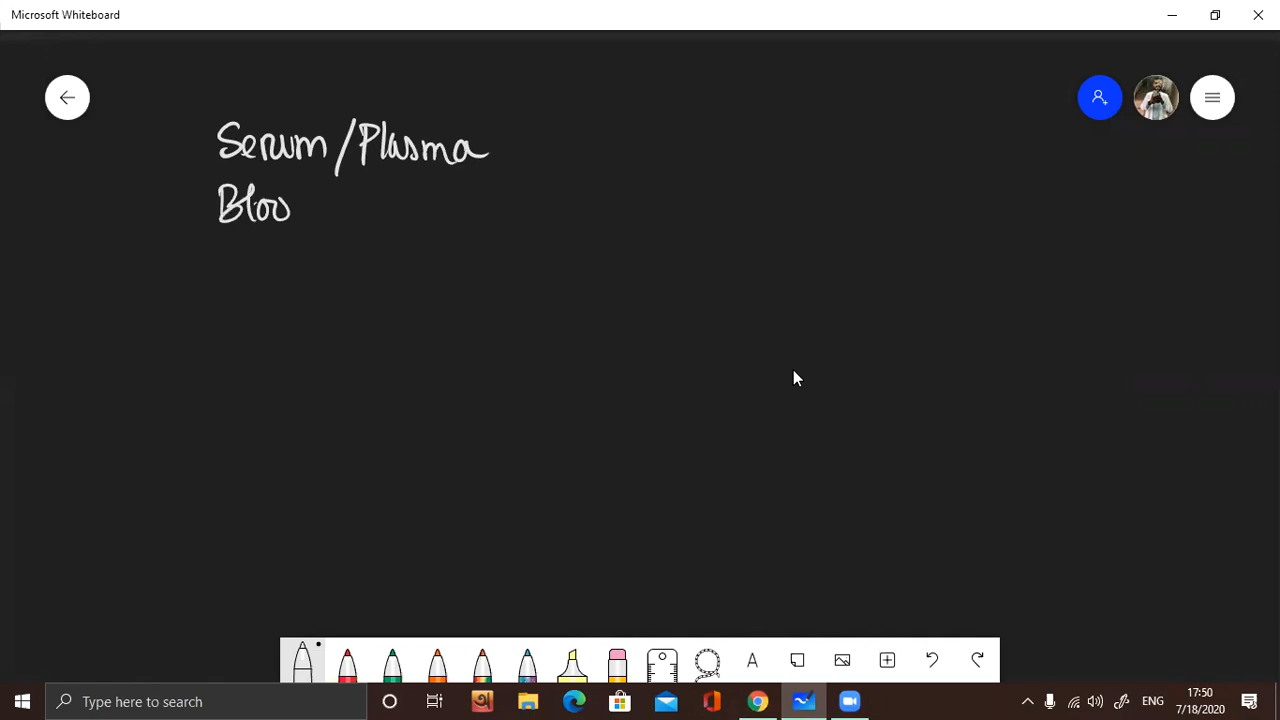 Microsoft Whiteboard
Serum/Plasma
Bloo
A
Type here to search
ENG
17:50
7/18/2020